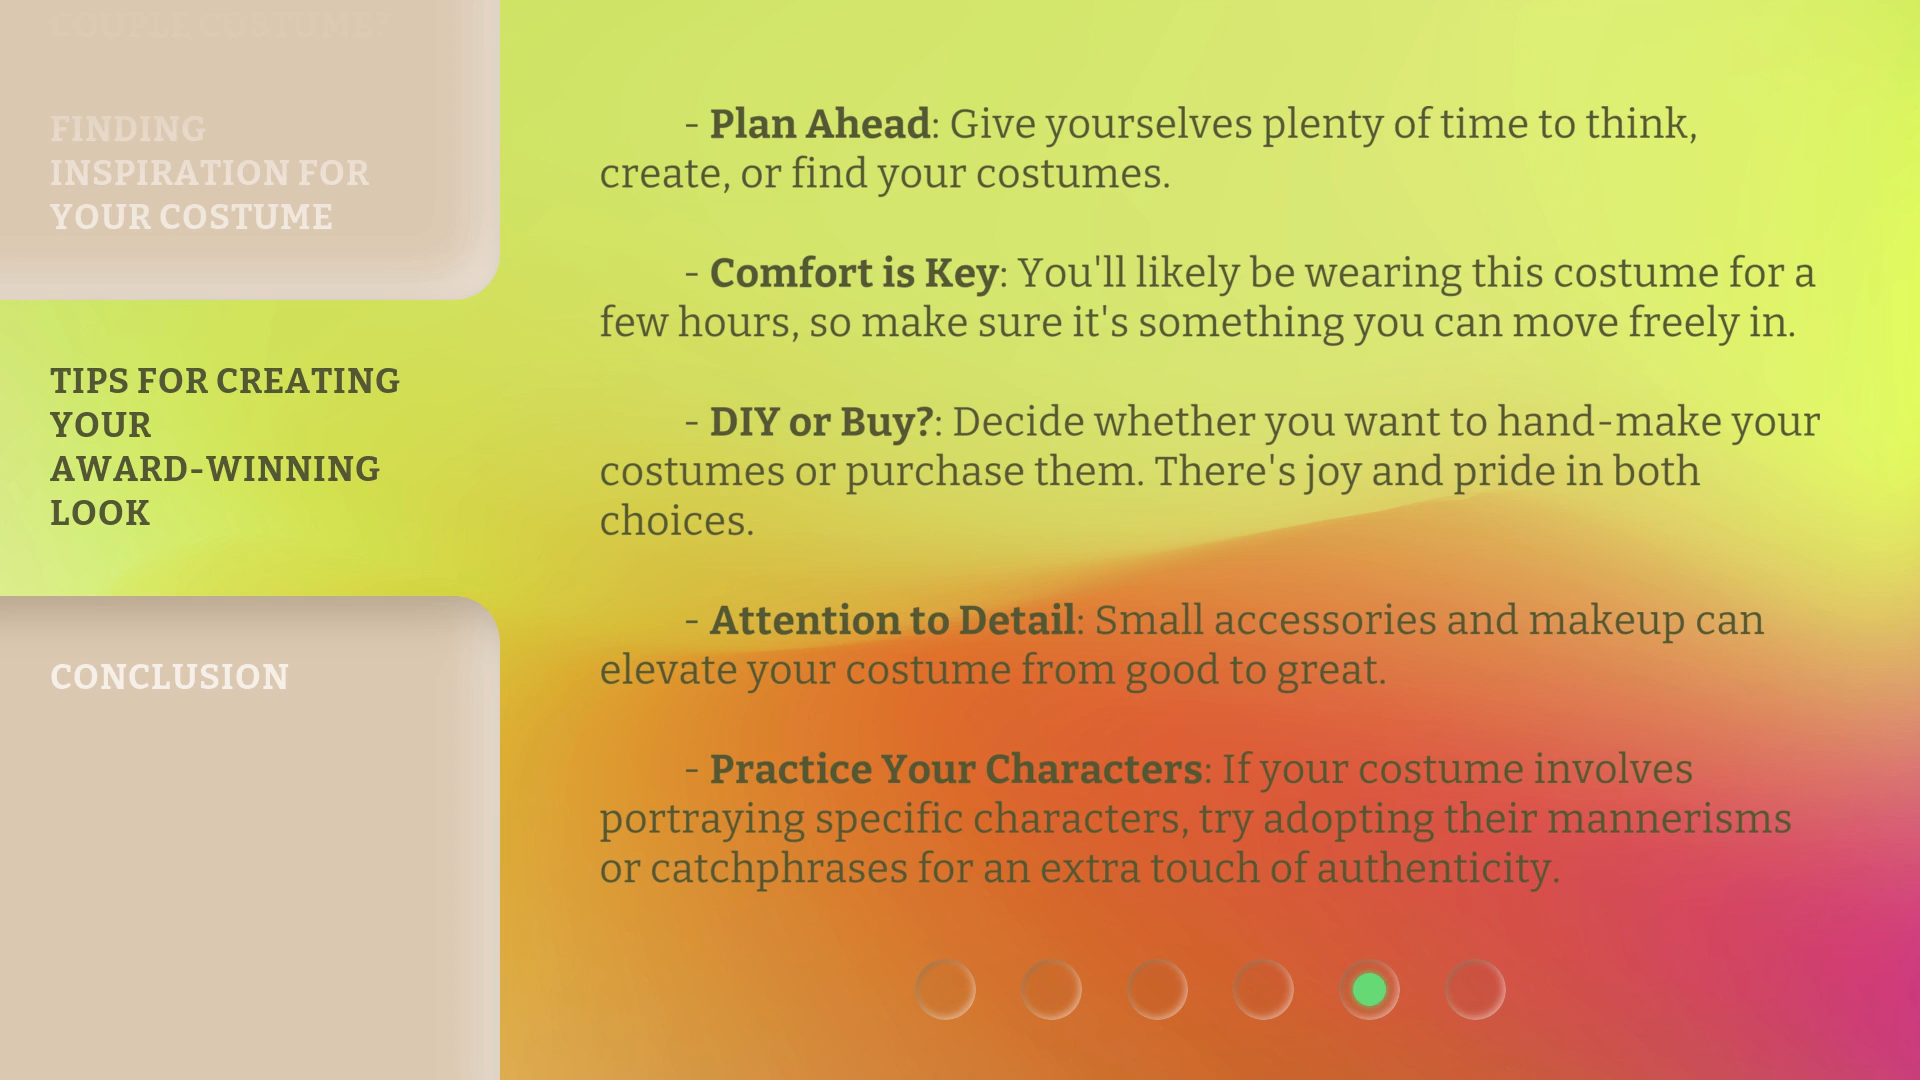 COUPLE COSTUME?
FINDING
INSPIRATION FOR
YOUR COSTUME
TIPS FOR CREATING
YOUR
AWARD-WINNING
LOOK
CONCLUSION
- Plan Ahead: Give yourselves plenty of time to think,
create, or find your costumes.
- Comfort is Key: You'll likely be wearing this costume for a
few hours, so make sure it's something you can move freely in.
- DIY or Buy?: Decide whether you want to hand-make your
costumes or purchase them. There's joy and pride in both
choices.
- Attention to Detail: Small accessories and makeup can
elevate your costume from good to great.
- Practice Your Characters: If your costume involves
portraying specific characters, try adopting their mannerisms
or catchphrases for an extra touch of authenticity.